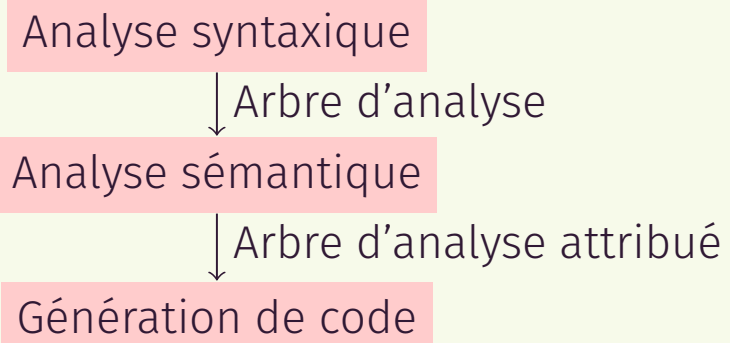 Analyse syntaxique
Arbre d’analyse
Analyse sémantique
Arbre d’analyse attribué
Génération de code